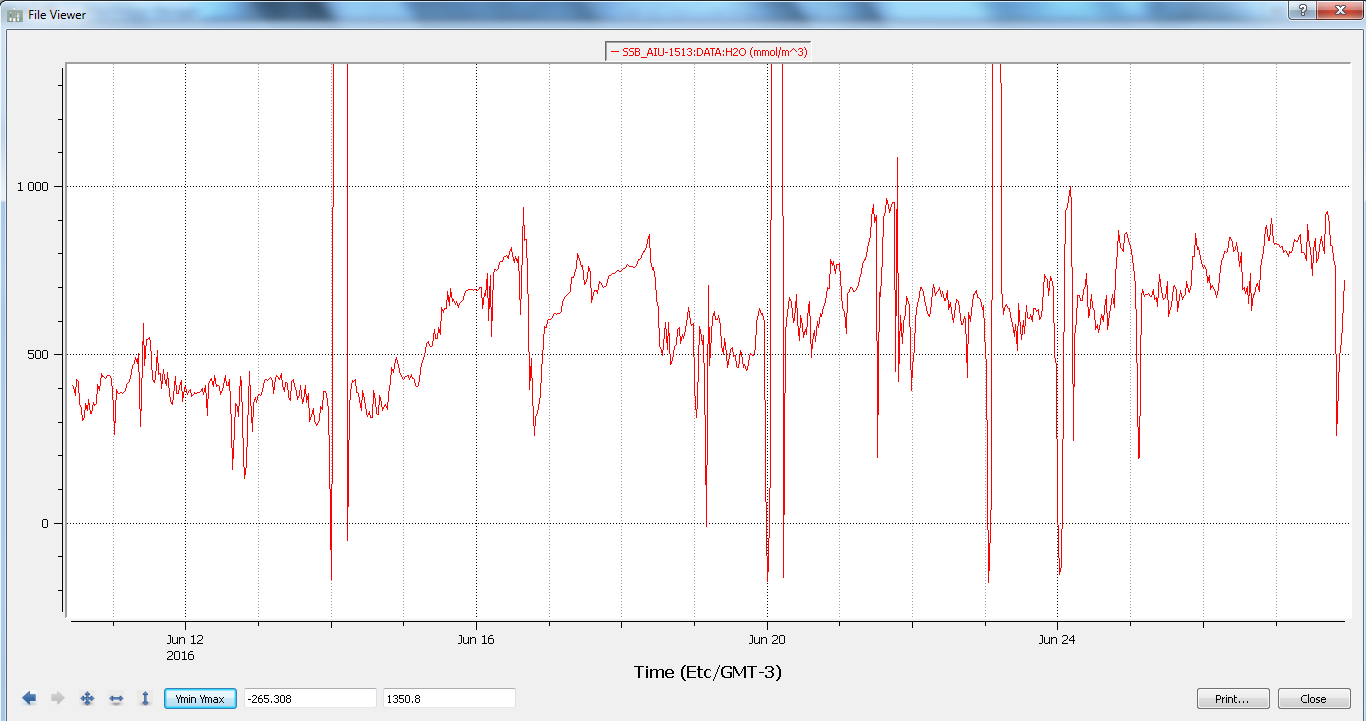 File Viewer
?
SSB_AIU-1513:DATA:H2O (mmol/m^3)
1 000
500
0
Jun 12 Jun 16 Jun 20 Jun 24
2016
Time (Etc/GMT-3)
Ymin Ymax -265.308 1350.8 Print... Close